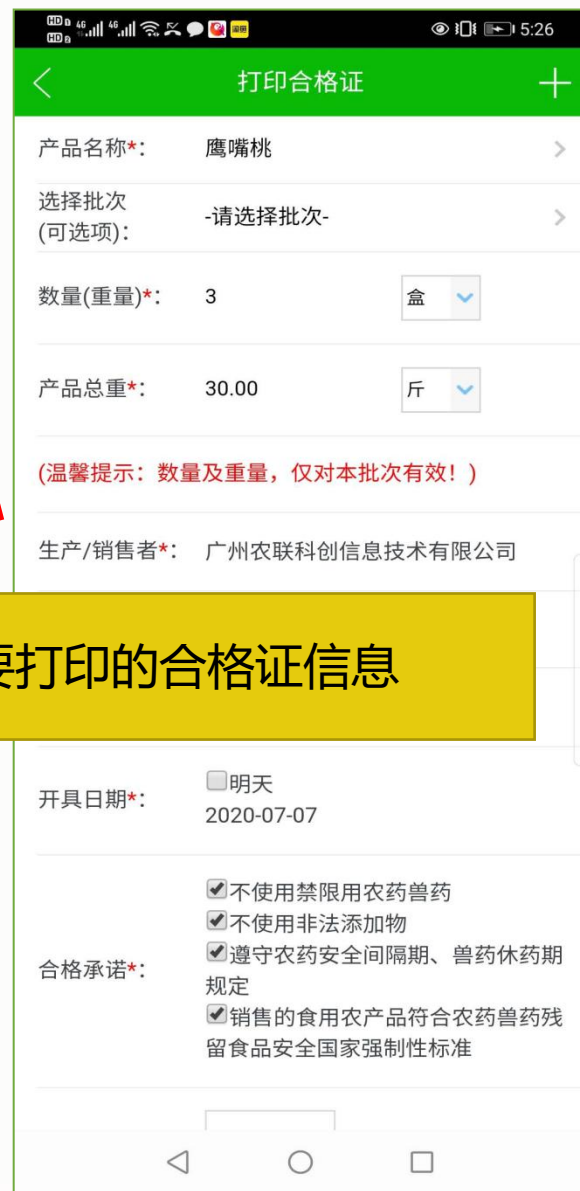 HD 1 46 46 5:26
HD 2
打印合格证
产品名称*： 鹰嘴桃
选择批次
(可选项)： -请选择批次-
数量(重量)*： 3 盒
产品总重*： 30.00 斤
(温馨提示：数量及重量，仅对本批次有效！)
生产/销售者*： 广州农联科创信息技术有限公司
要打印的合格证信息
开具日期*： 明天
2020-07-07
合格承诺*： 不使用禁限用农药兽药
不使用非法添加物
遵守农药安全间隔期、兽药休药期
规定
销售的食用农产品符合农药兽药残
留食品安全国家强制性标准